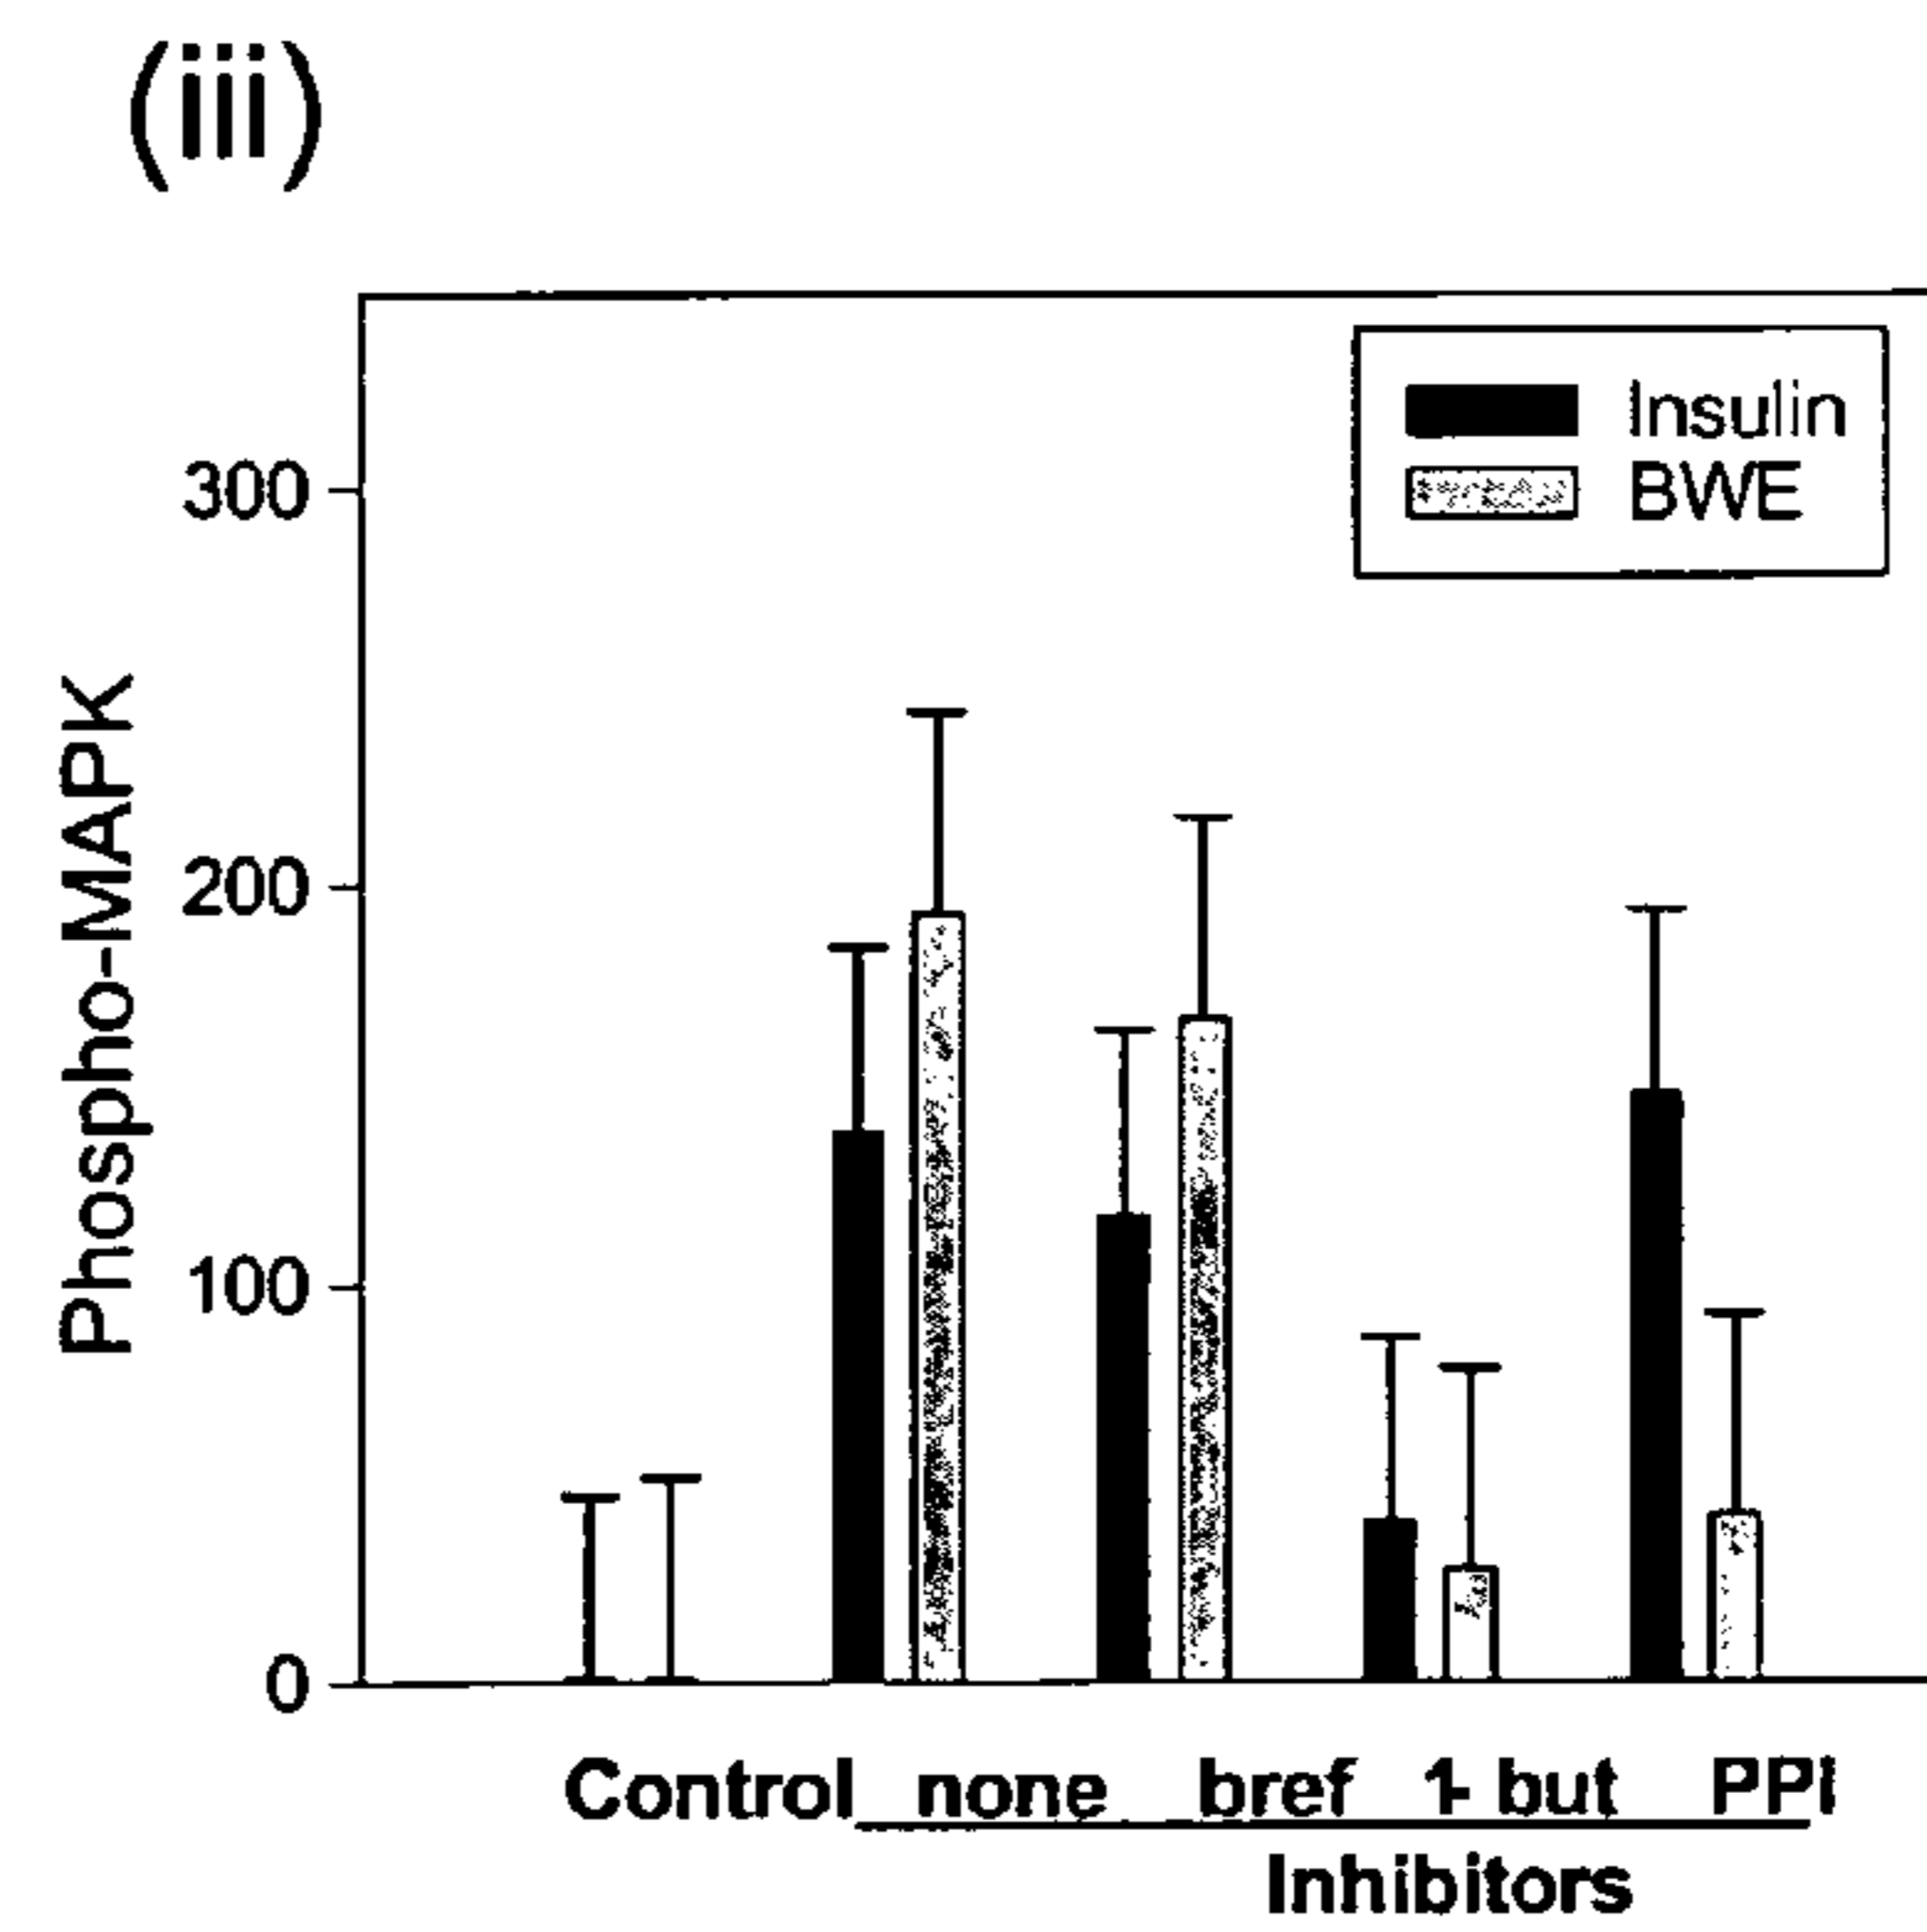 (iii)
Insulin
BWE
Phospho-MAPK
300
200
100
0
Control none bref 1-but PPI
Inhibitors